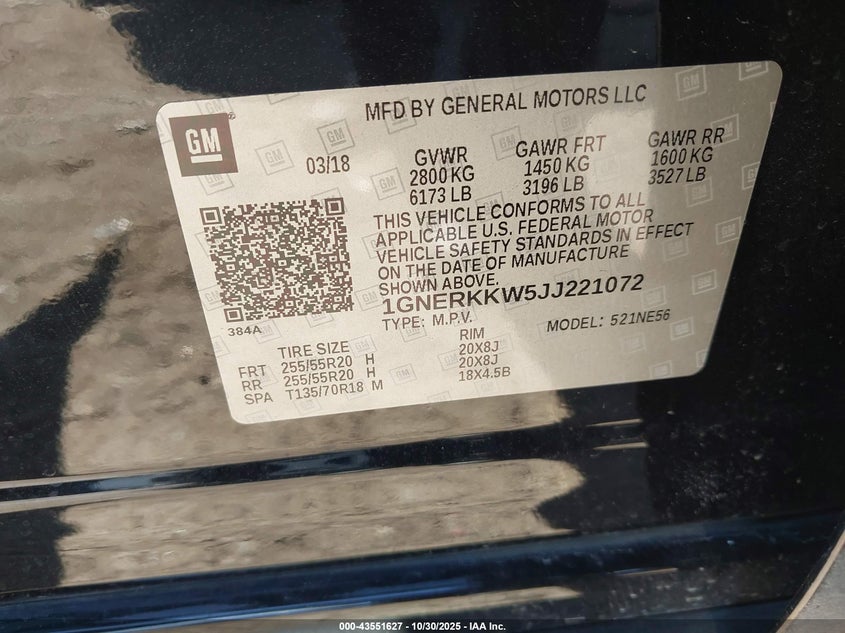 MFD BY GENERAL MOTORS LLC
GM
®
03/18
GVWR
2800 KG
6173 LB
GAWR FRT
1450 KG
3196 LB
GAWR RR
1600 KG
3527 LB
THIS VEHICLE CONFORMS TO ALL
APPLICABLE U.S. FEDERAL MOTOR
VEHICLE SAFETY STANDARDS IN EFFECT
ON THE DATE OF MANUFACTURE
SHOWN ABOVE.
384A
1GNERKKW5JJ221072
TYPE: M.P.V.
MODEL: 521NE56
TIRE SIZE RIM
FRT 255/55R20 H 20X8J
RR 255/55R20 H 20X8J
SPA T135/70R18 M 18X4.5B
000-43551627 - 10/30/2025 - IAA Inc.